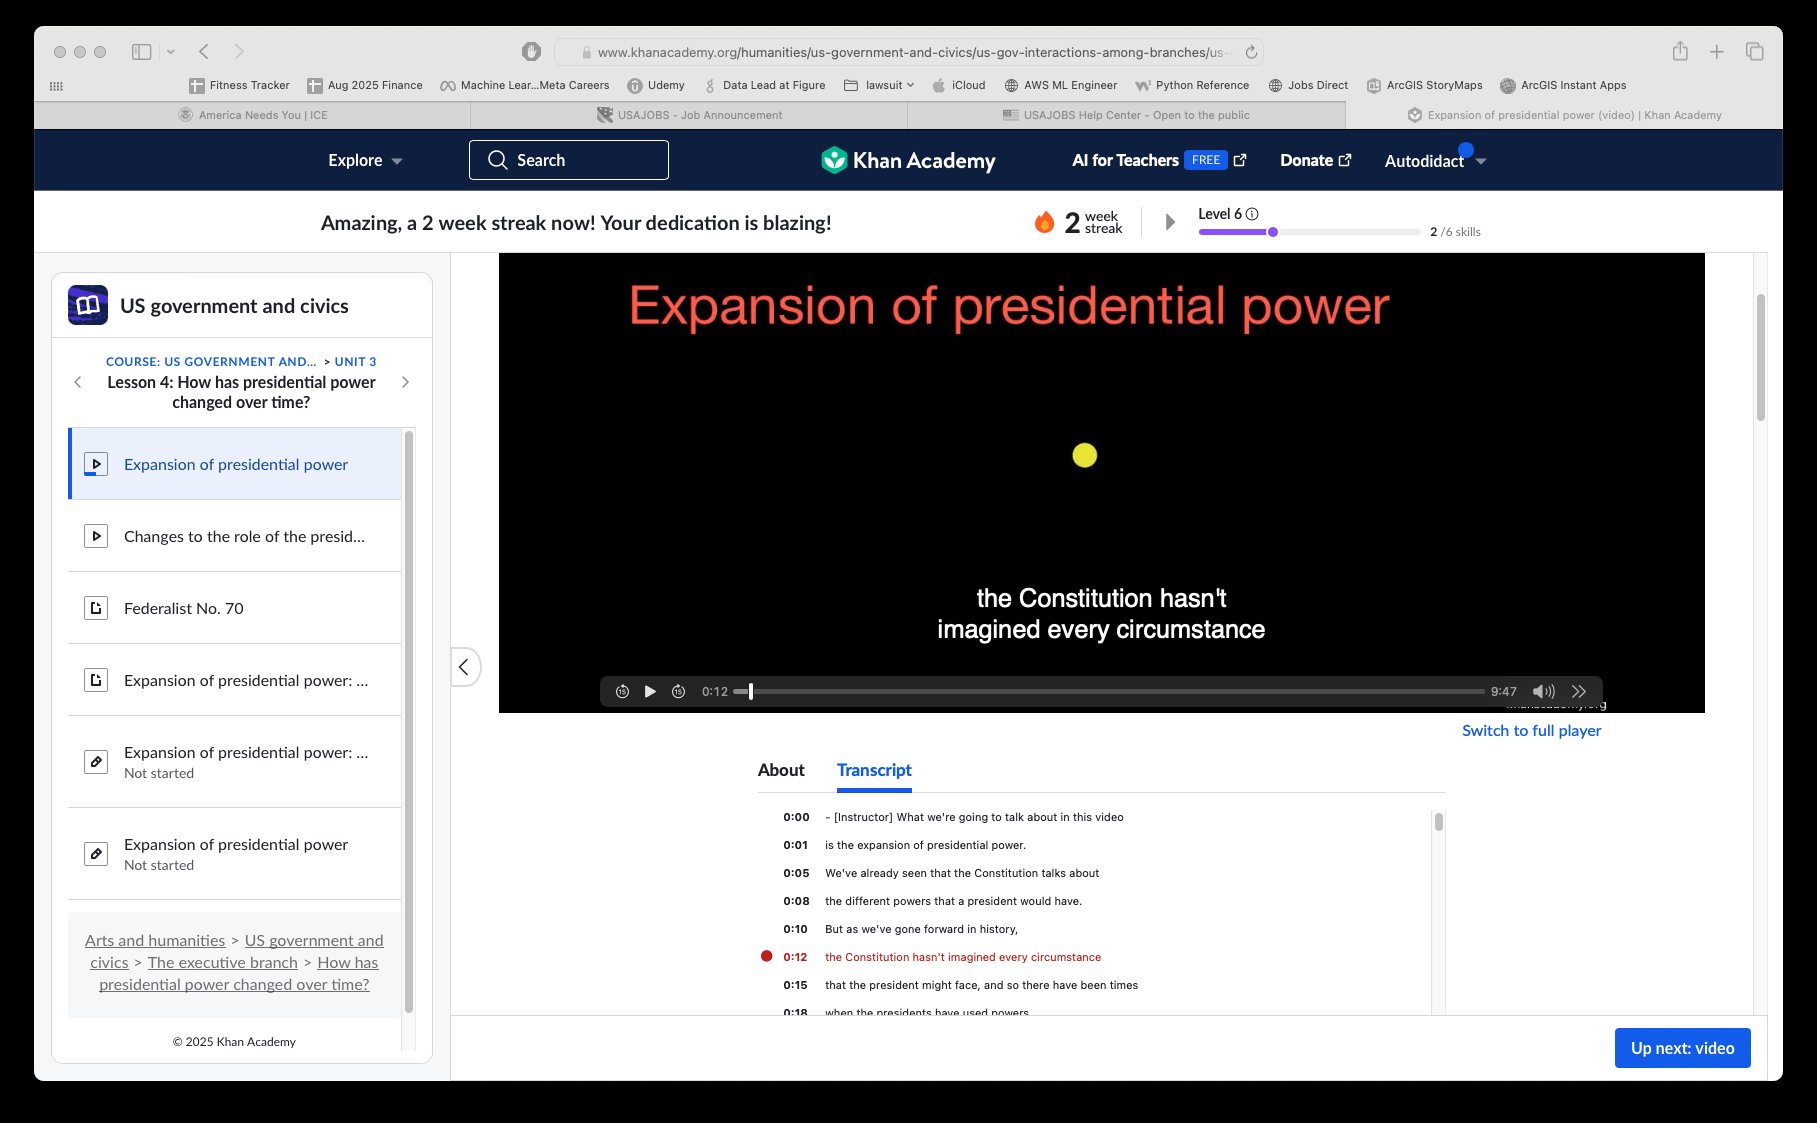 www.khanacademy.org/humanities/us-government-and-civics/us-gov-interactions-among-branches/us-
Fitness Tracker Aug 2025 Finance Machine Lear...Meta Careers Udemy Data Lead at Figure lawsuit iCloud AWS ML Engineer Python Reference Jobs Direct ArcGIS StoryMaps ArcGIS Instant Apps
America Needs You | ICE USAJOBS - Job Announcement USAJOBS Help Center - Open to the public Expansion of presidential power (video) | Khan Academy
Explore Search Khan Academy AI for Teachers FREE Donate Autodidact
Amazing, a 2 week streak now! Your dedication is blazing!
2 week streak
Level 6
2 /6 skills
US government and civics
COURSE: US GOVERNMENT AND... > UNIT 3
Lesson 4: How has presidential power
changed over time?
Expansion of presidential power
Changes to the role of the presid...
Federalist No. 70
Expansion of presidential power: ...
Expansion of presidential power: ...
Not started
Expansion of presidential power
Not started
Arts and humanities > US government and
civics > The executive branch > How has
presidential power changed over time?
© 2025 Khan Academy
Expansion of presidential power
the Constitution hasn't
imagined every circumstance
15 15 0:12 9:47
Switch to full player
About Transcript
0:00 - [Instructor] What we're going to talk about in this video
0:01 is the expansion of presidential power.
0:05 We've already seen that the Constitution talks about
0:08 the different powers that a president would have.
0:10 But as we've gone forward in history,
0:12 the Constitution hasn't imagined every circumstance
0:15 that the president might face, and so there have been times
0:18 when the presidents have used powers
Up next: video